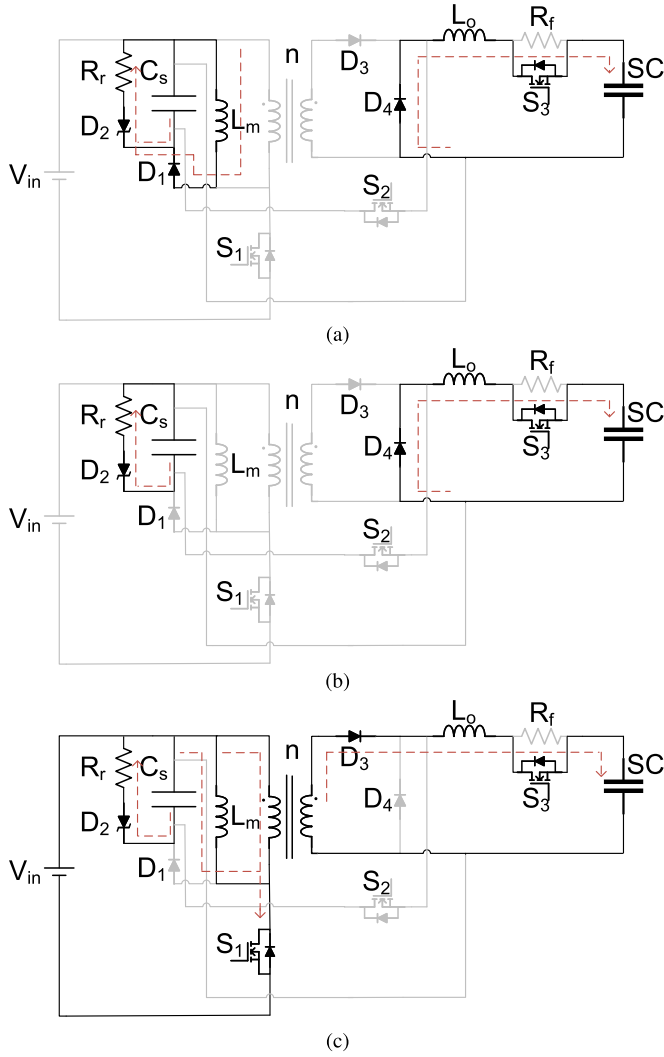 Lo Rf
Rr Cs n D3 SC
D2 Lm D4 S3
Vin D1 S2
S1
(a)
Lo Rf
Rr Cs n D3 SC
D2 Lm D4 S3
Vin D1 S2
S1
(b)
Lo Rf
Rr Cs n D3 SC
D2 Lm D4 S3
Vin D1 S2
S1
(c)